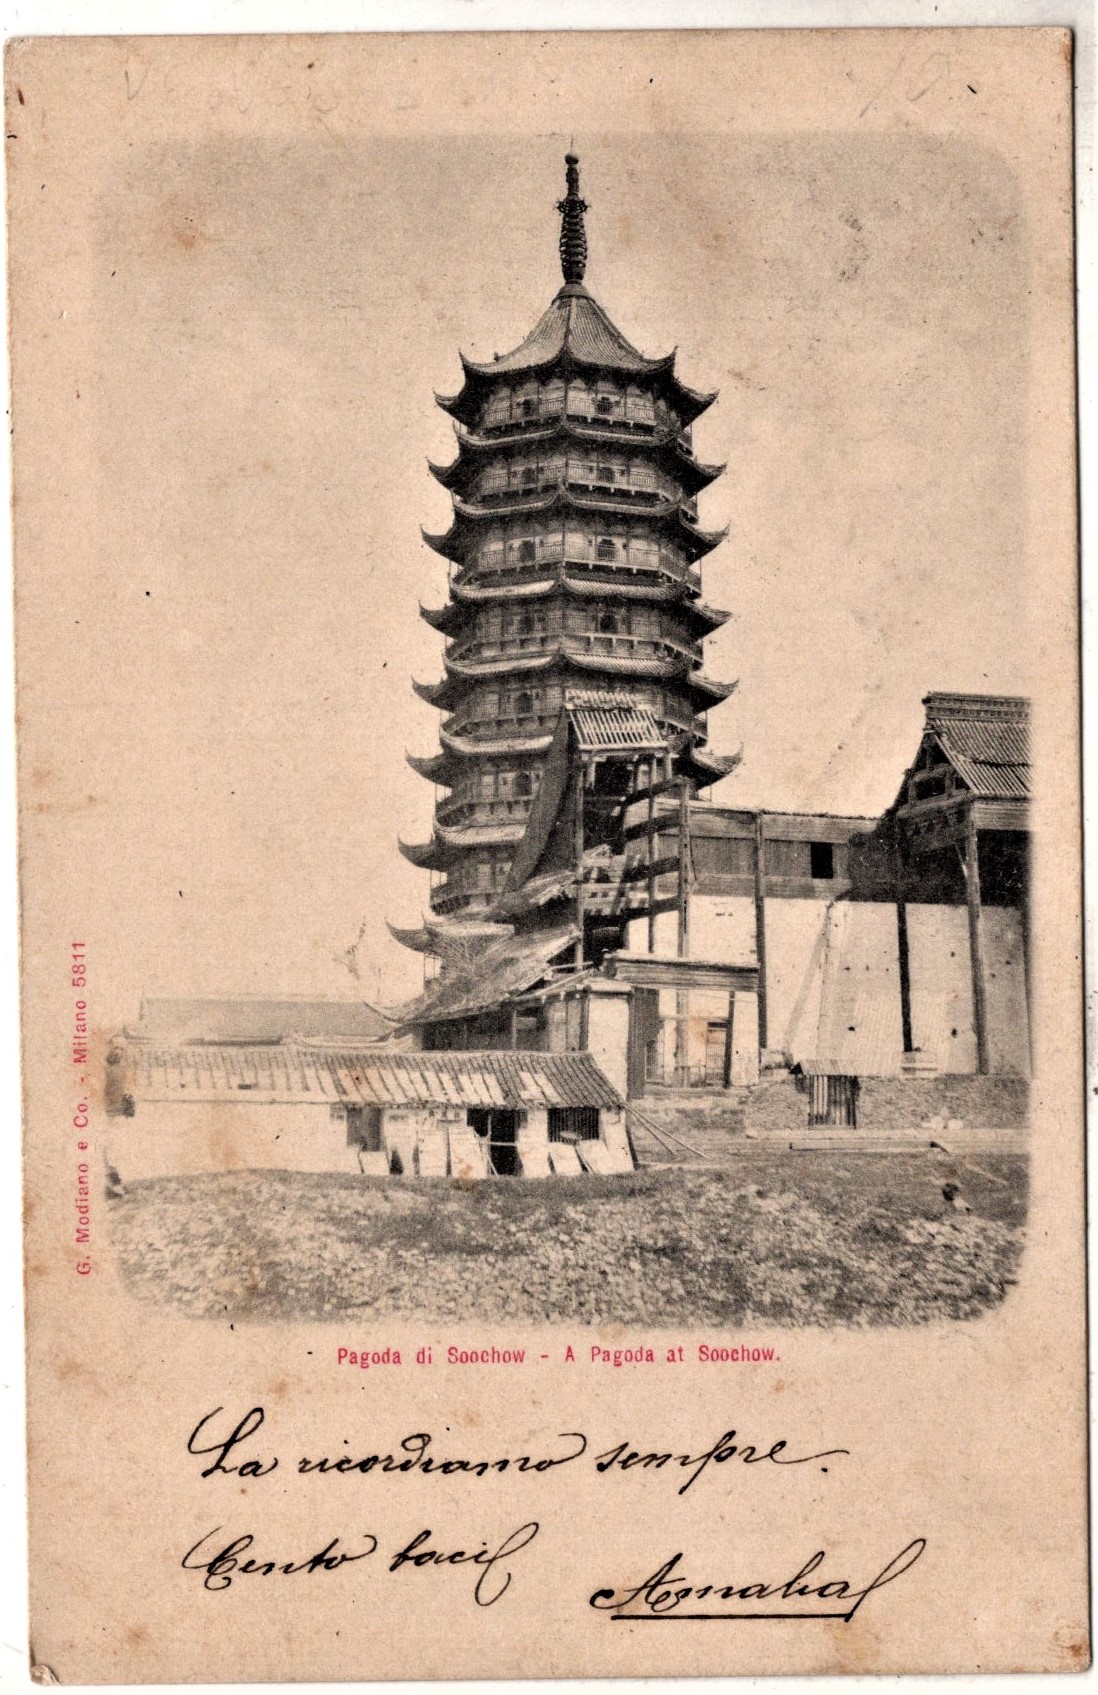 G. Modiano e Co. - Milano 5811
Pagoda di Soochow - A Pagoda at Soochow.
La ricordiamo sempre.
Cento baci